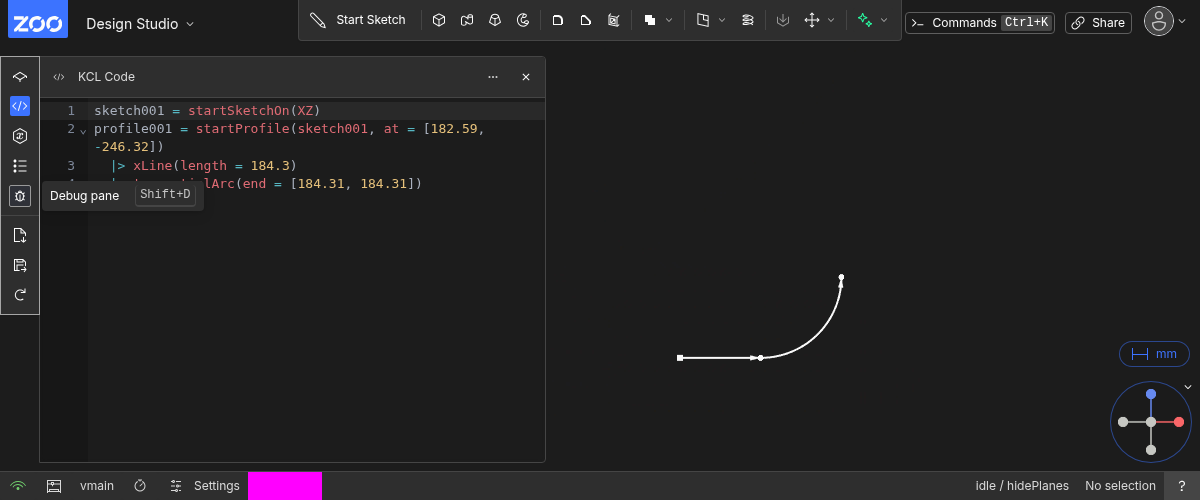 ZOO
Design Studio
Start Sketch
Commands Ctrl+K
Share
KCL Code
1 sketch001 = startSketchOn(XZ)
2 profile001 = startProfile(sketch001, at = [182.59,
-246.32])
3 |> xLine(length = 184.3)
lArc(end = [184.31, 184.31])
Debug pane Shift+D
mm
vmain
Settings
idle / hidePlanes
No selection
?